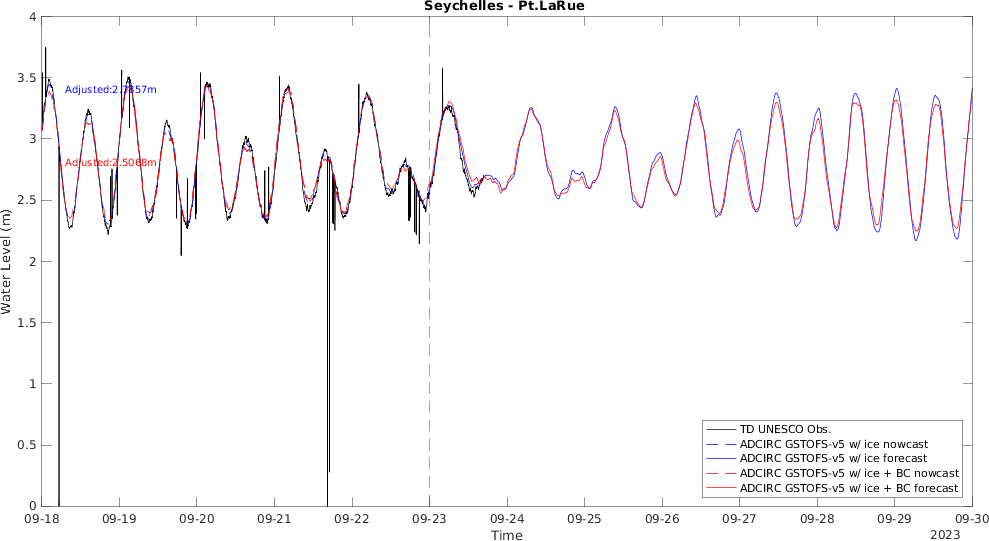 Seychelles - Pt.LaRue
4
3.5
3
2.5
2
1.5
1
0.5
0
Water Level (m)
Adjusted:2.7857m
Adjusted:2.5068m
TD UNESCO Obs.
ADCIRC GSTOFS-v5 w/ ice nowcast
ADCIRC GSTOFS-v5 w/ ice forecast
ADCIRC GSTOFS-v5 w/ ice + BC nowcast
ADCIRC GSTOFS-v5 w/ ice + BC forecast
09-18 09-19 09-20 09-21 09-22 09-23 09-24 09-25 09-26 09-27 09-28 09-29 09-30
Time
2023